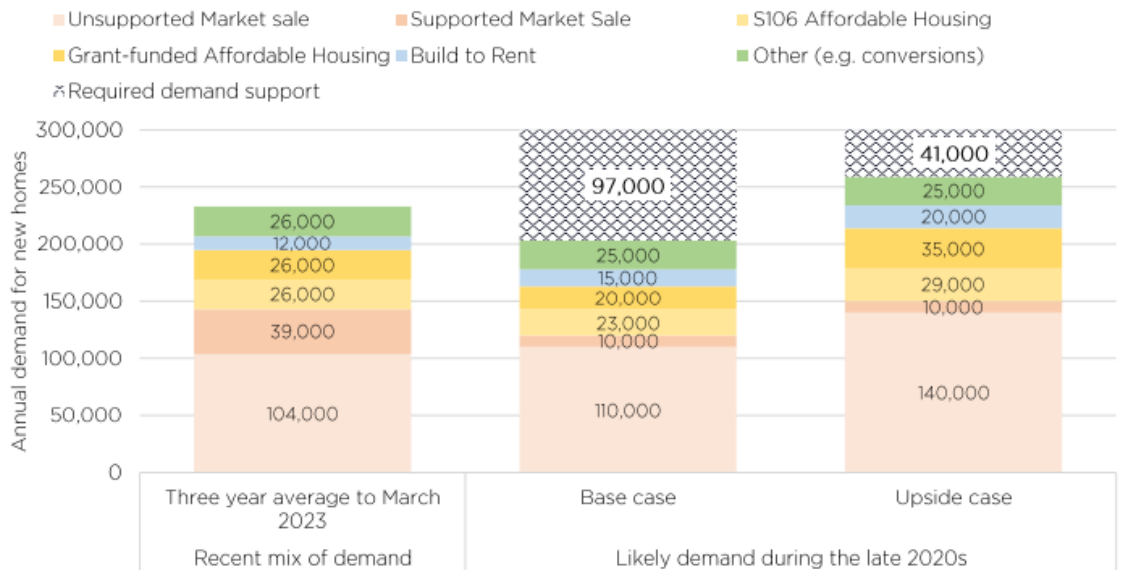 Unsupported Market sale
Supported Market Sale
S106 Affordable Housing
Grant-funded Affordable Housing
Build to Rent
Other (e.g. conversions)
Required demand support
Annual demand for new homes
300,000
250,000
200,000
150,000
100,000
50,000
0
26,000
12,000
26,000
26,000
39,000
104,000
97,000
25,000
15,000
20,000
23,000
10,000
110,000
41,000
25,000
20,000
35,000
29,000
10,000
140,000
Three year average to March
2023
Base case
Upside case
Recent mix of demand
Likely demand during the late 2020s